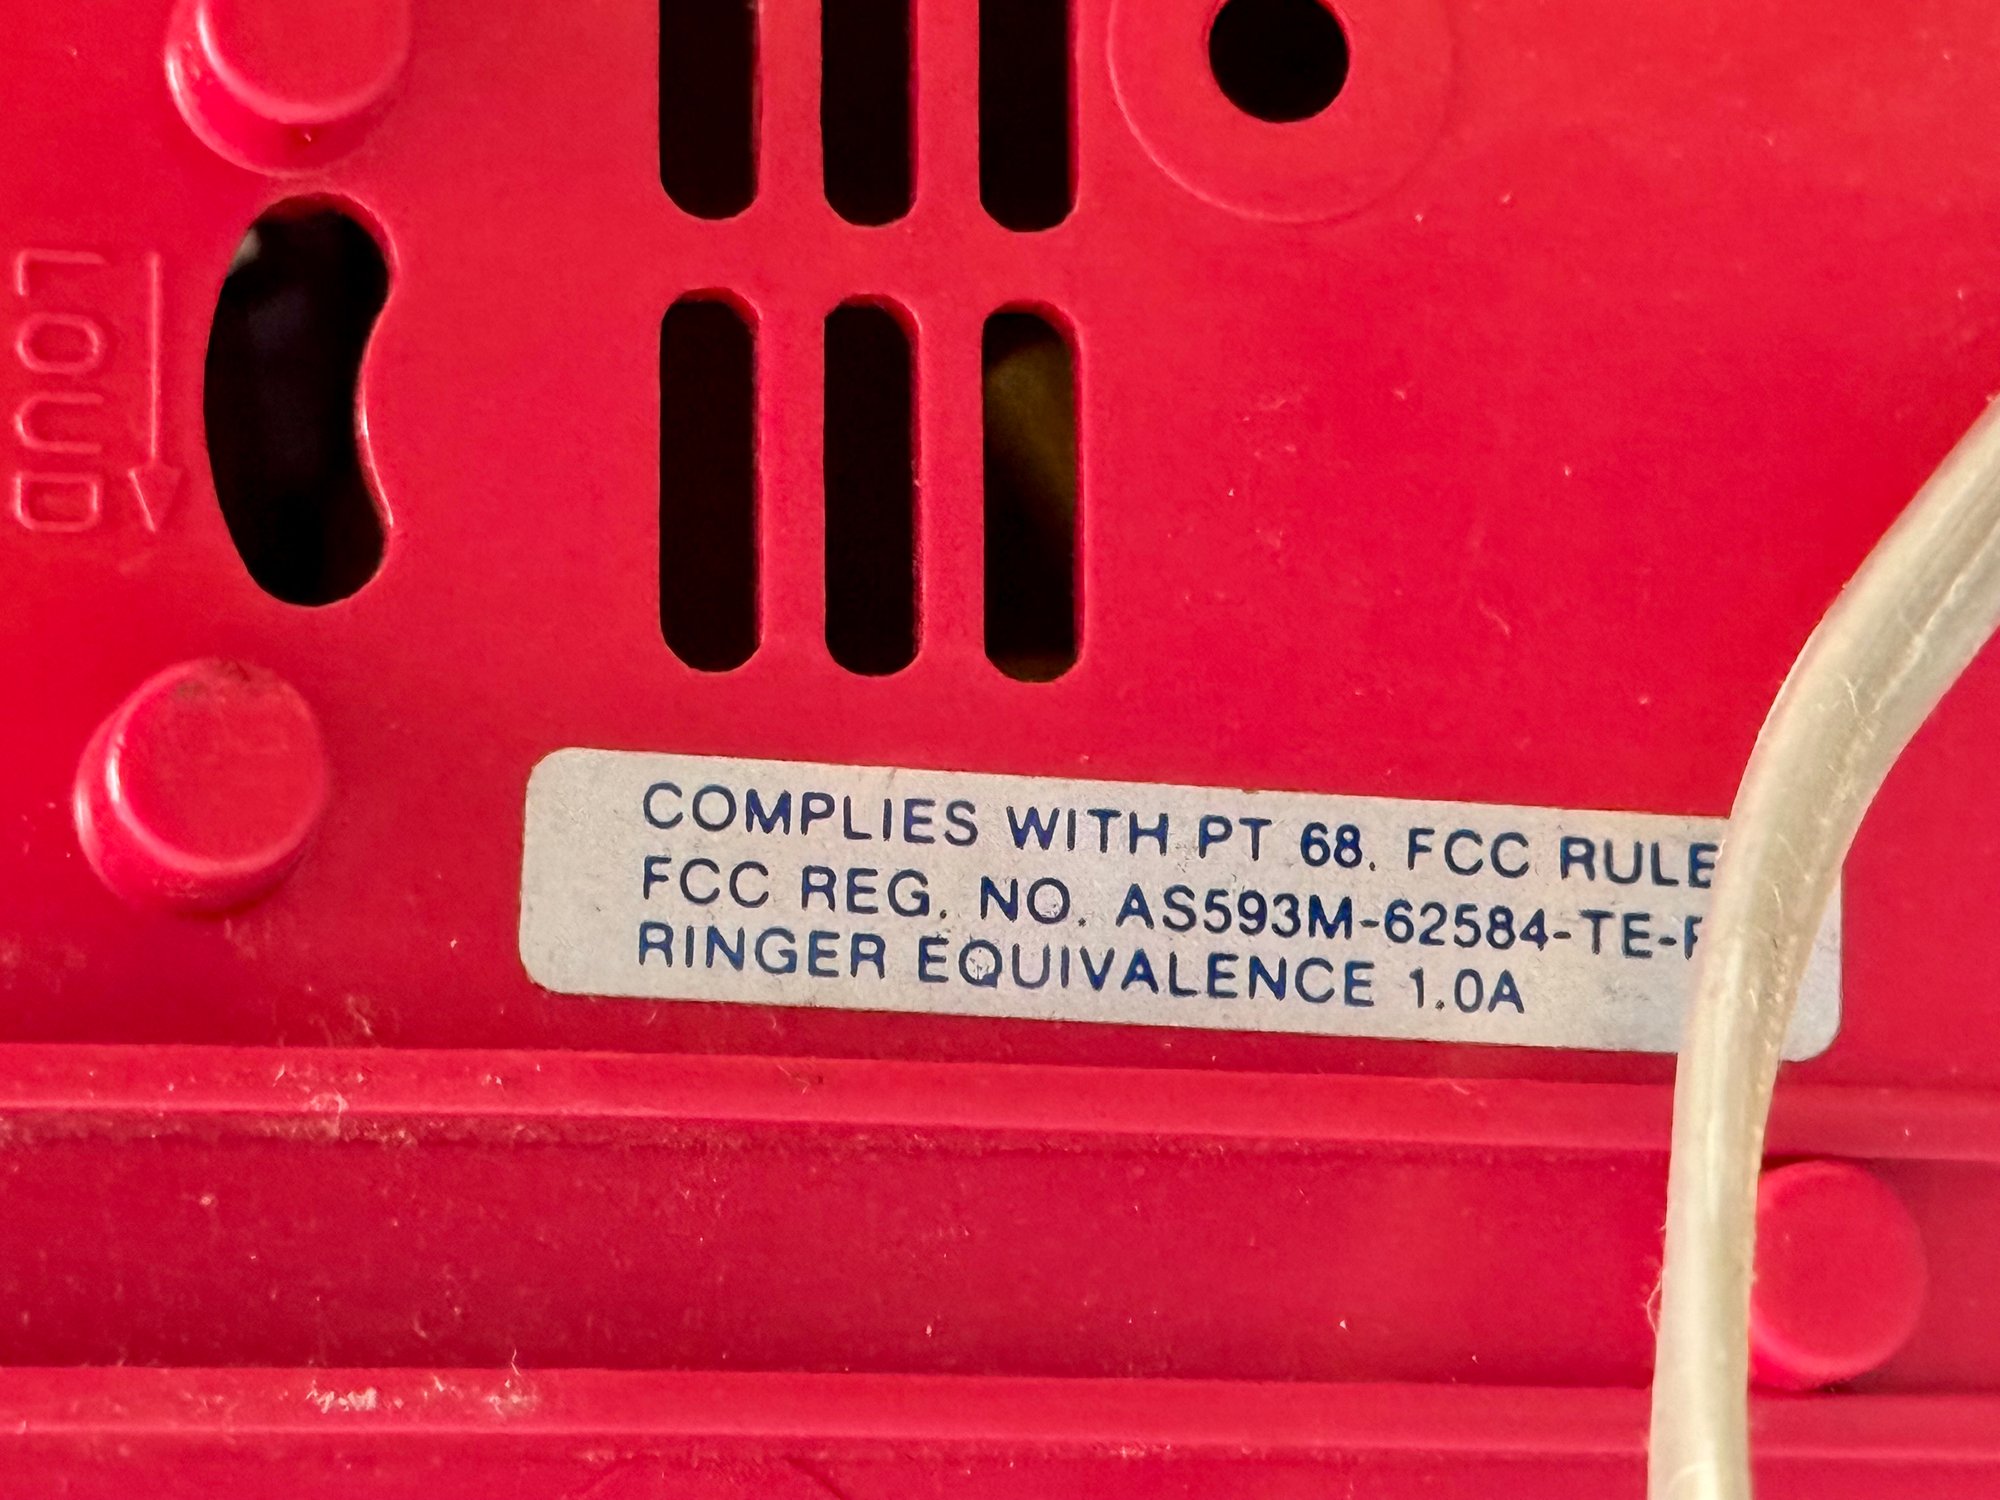 LOUD
COMPLIES WITH PT 68. FCC RULE
FCC REG. NO. AS593M-62584-TE-
RINGER EQUIVALENCE 1.0A